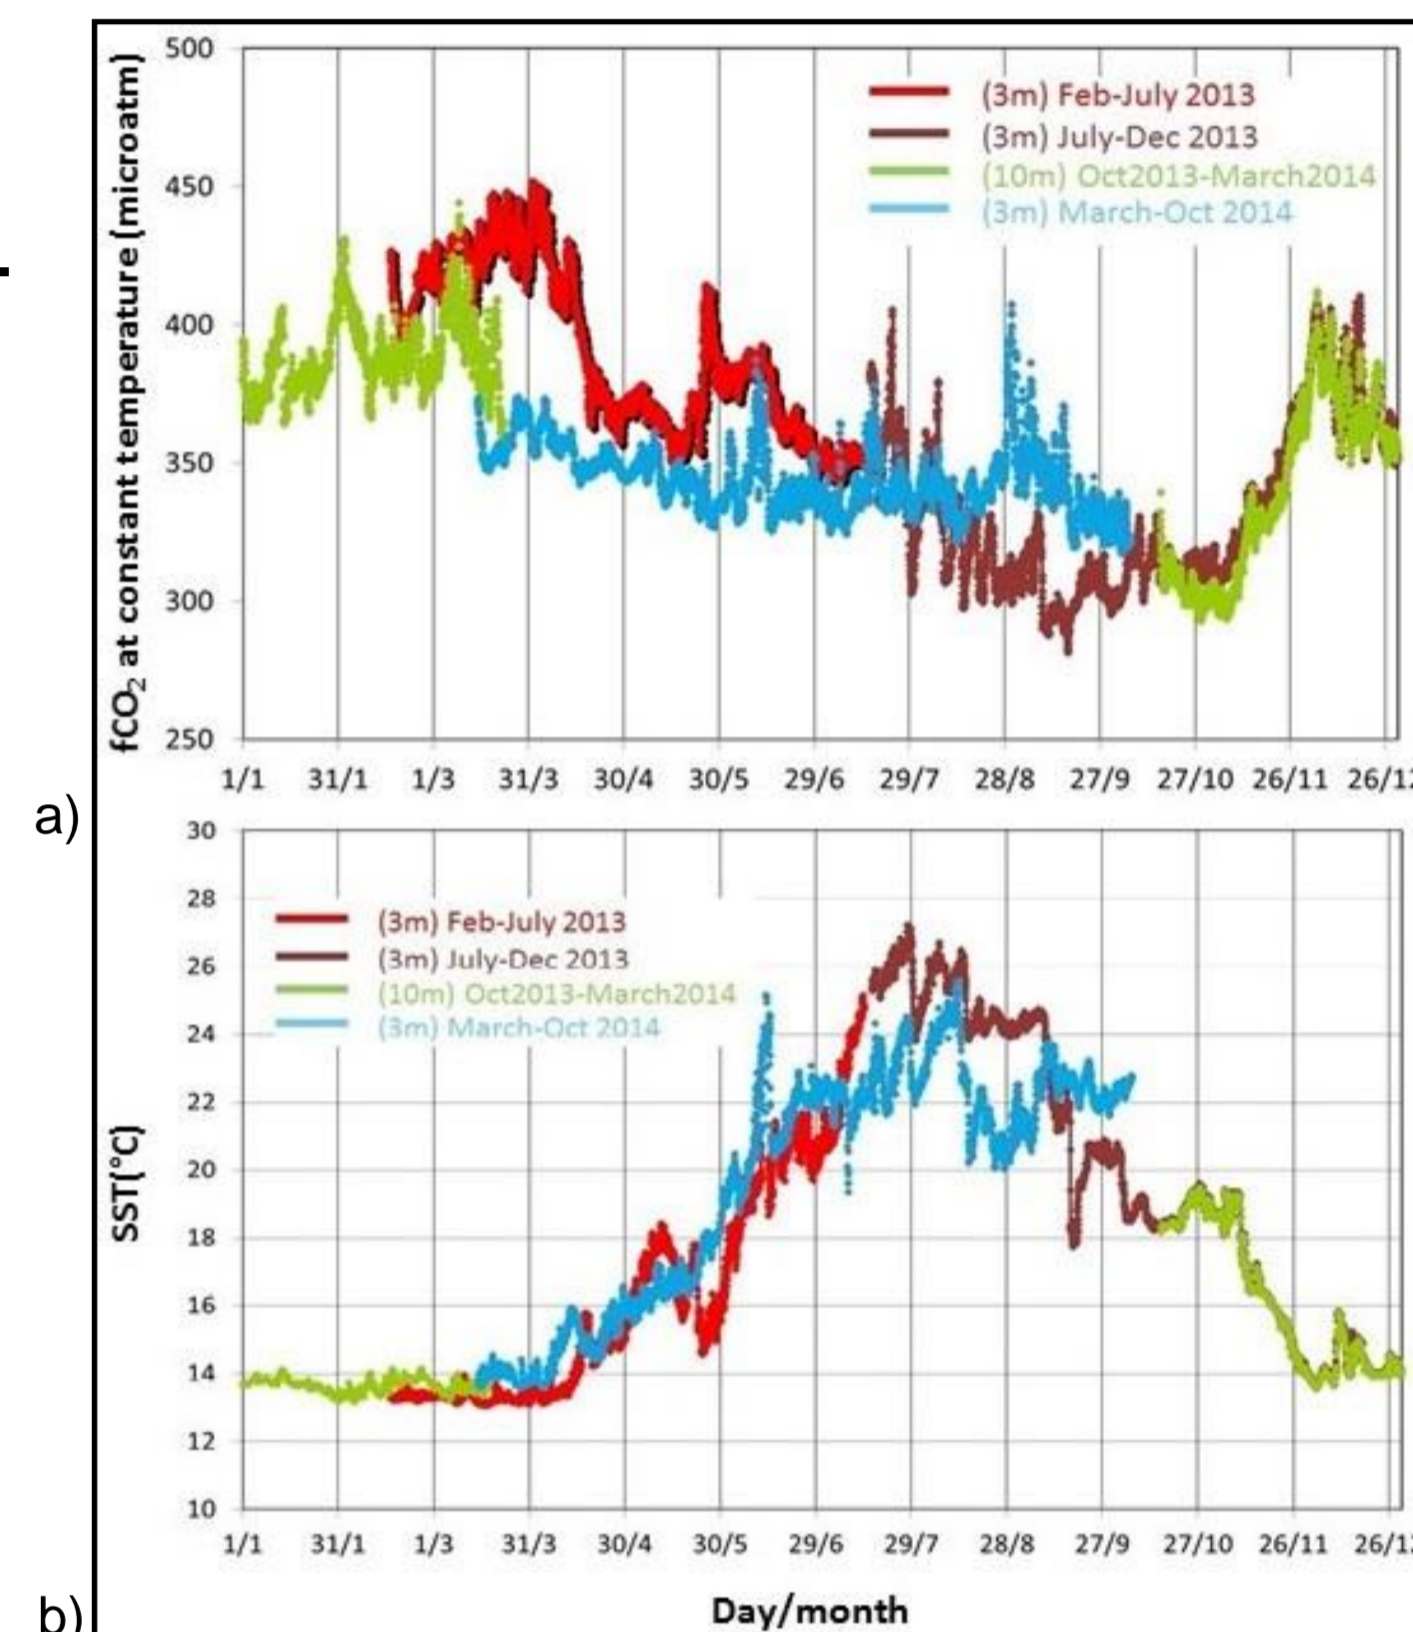 fCO₂ at constant temperature (microatm)
500
450
400
350
300
250
(3m) Feb-July 2013
(3m) July-Dec 2013
(10m) Oct2013-March2014
(3m) March-Oct 2014
1/1 31/1 1/3 31/3 30/4 30/5 29/6 29/7 28/8 27/9 27/10 26/11 26/12
a)
SST(°C)
30
28
26
24
22
20
18
16
14
12
10
(3m) Feb-July 2013
(3m) July-Dec 2013
(10m) Oct2013-March2014
(3m) March-Oct 2014
1/1 31/1 1/3 31/3 30/4 30/5 29/6 29/7 28/8 27/9 27/10 26/11 26/1
Day/month
b)